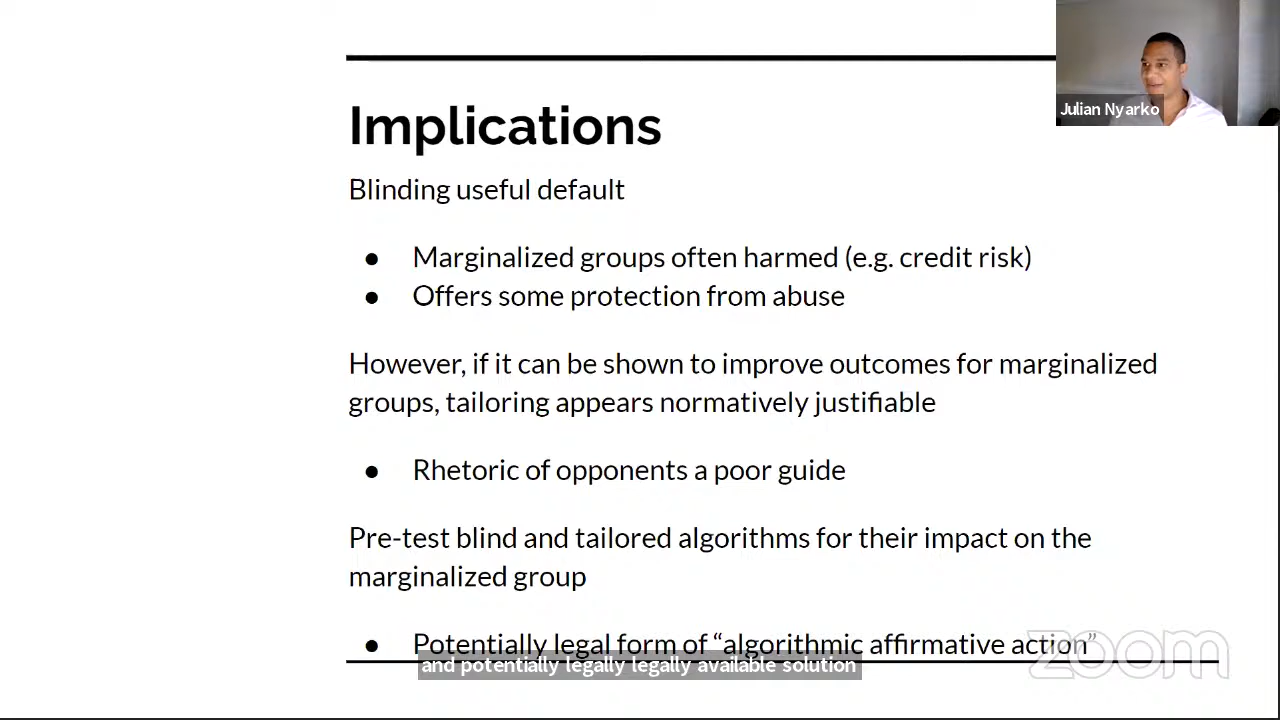 Julian Nyarko
Implications
Blinding useful default
● Marginalized groups often harmed (e.g. credit risk)
● Offers some protection from abuse
However, if it can be shown to improve outcomes for marginalized
groups, tailoring appears normatively justifiable
● Rhetoric of opponents a poor guide
Pre-test blind and tailored algorithms for their impact on the
marginalized group
● Potentially legal form of “algorithmic affirmative action”
and potentially legally legally available solution
zoom